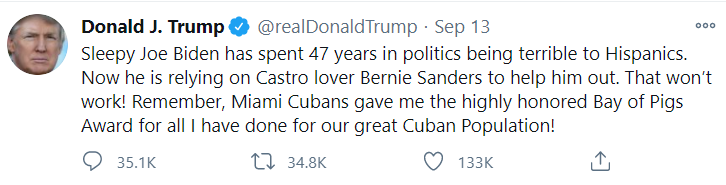 Donald J. Trump @realDonaldTrump · Sep 13
Sleepy Joe Biden has spent 47 years in politics being terrible to Hispanics.
Now he is relying on Castro lover Bernie Sanders to help him out. That won't
work! Remember, Miami Cubans gave me the highly honored Bay of Pigs
Award for all I have done for our great Cuban Population!
35.1K 34.8K 133K